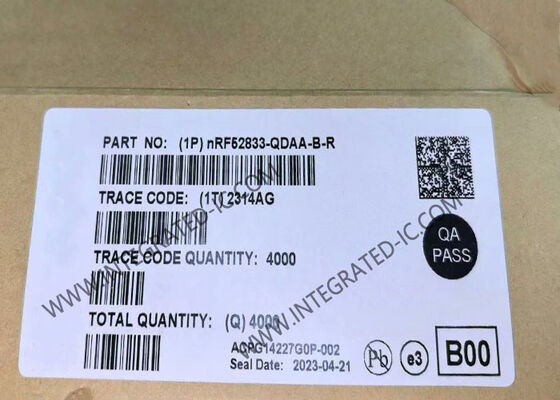 PART NO: (1P) nRF52833-QDAA-B-R
TRACE CODE: (1T) 2314AG
QA
PASS
TRACE CODE QUANTITY: 4000
TOTAL QUANTITY: (Q) 4000
ACPG14227G0P-002
Seal Date: 2023-04-21
Pb
e3
B00
WWW.INTEGRATED-IC.COM
WWW.INTEGRATED-IC.COM